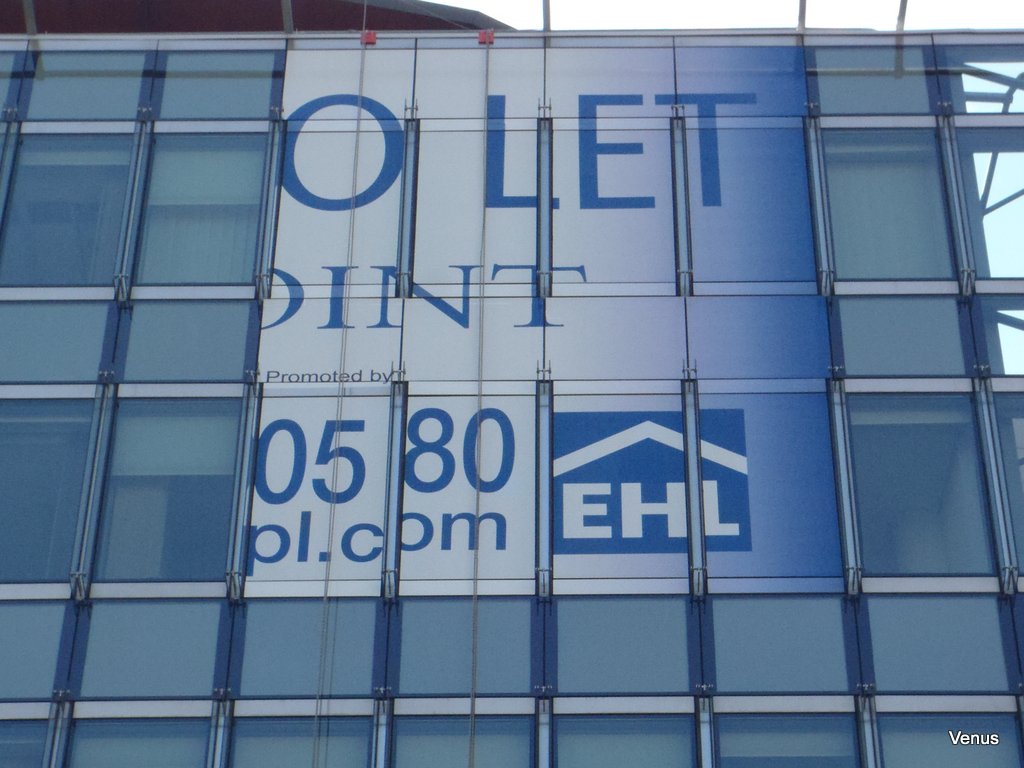 O LET
OINT
Promoted by
05 80
pl.com
EHL
Venus